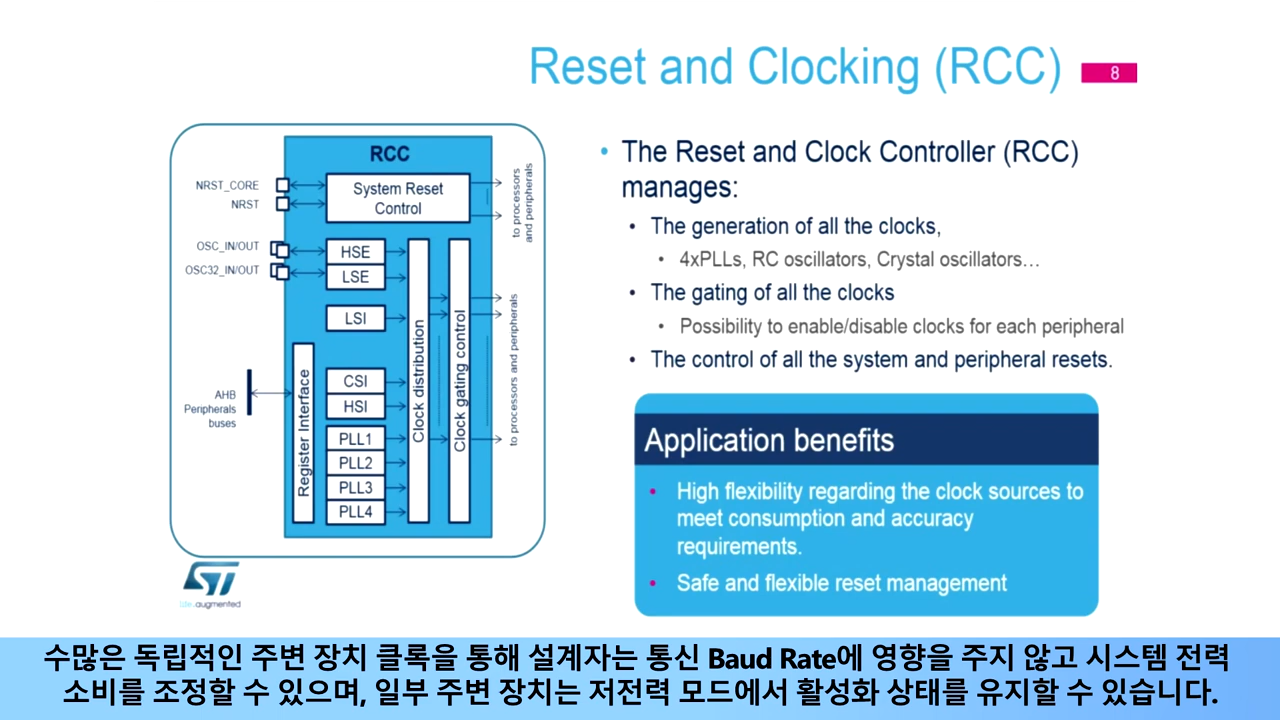 Reset and Clocking (RCC)
8
RCC
NRST_CORE
NRST
System Reset
Control
to processors
and peripherals
OSC_IN/OUT
OSC32_IN/OUT
HSE
LSE
LSI
CSI
HSI
PLL1
PLL2
PLL3
PLL4
Register Interface
Clock distribution
Clock gating control
to processors and peripherals
AHB
Peripherals
buses
• The Reset and Clock Controller (RCC)
manages:
• The generation of all the clocks,
• 4xPLLs, RC oscillators, Crystal oscillators…
• The gating of all the clocks
• Possibility to enable/disable clocks for each peripheral
• The control of all the system and peripheral resets.
Application benefits
• High flexibility regarding the clock sources to
meet consumption and accuracy
requirements.
• Safe and flexible reset management
ST
life.augmented
수많은 독립적인 주변 장치 클록을 통해 설계자는 통신 Baud Rate에 영향을 주지 않고 시스템 전력
소비를 조정할 수 있으며, 일부 주변 장치는 저전력 모드에서 활성화 상태를 유지할 수 있습니다.